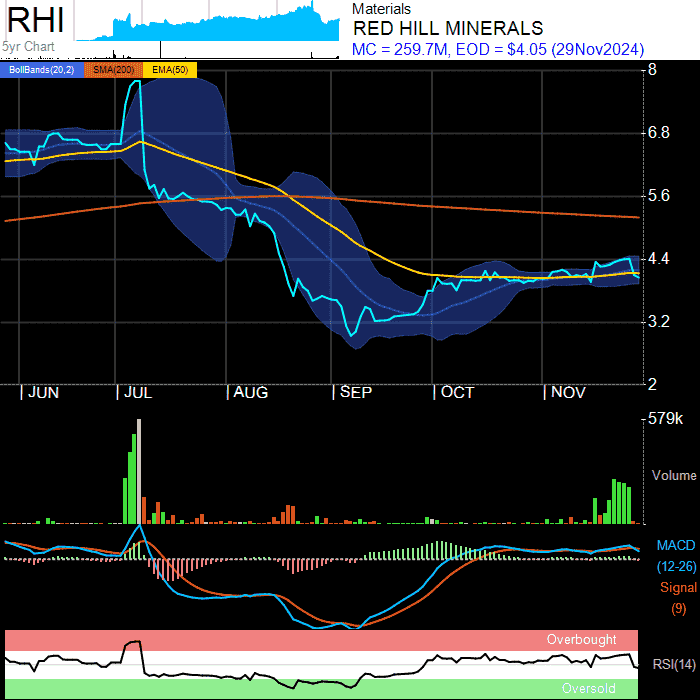 RHI
5yr Chart
Materials
RED HILL MINERALS
MC = 259.7M, EOD = $4.05 (29Nov2024)
BollBands(20,2) SMA(200) EMA(50)
8
6.8
5.6
4.4
3.2
2
JUN JUL AUG SEP OCT NOV
579k
Volume
MACD
(12-26)
Signal
(9)
Overbought
RSI(14)
Oversold